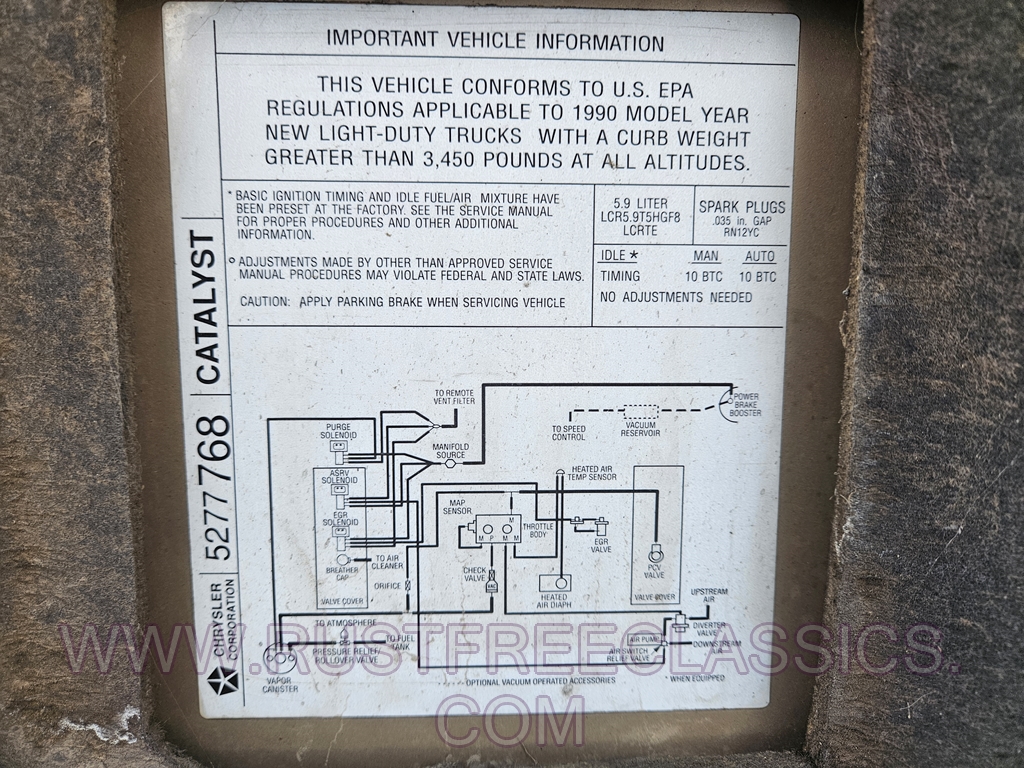 IMPORTANT VEHICLE INFORMATION
THIS VEHICLE CONFORMS TO U.S. EPA
REGULATIONS APPLICABLE TO 1990 MODEL YEAR
NEW LIGHT-DUTY TRUCKS WITH A CURB WEIGHT
GREATER THAN 3,450 POUNDS AT ALL ALTITUDES.
* BASIC IGNITION TIMING AND IDLE FUEL/AIR MIXTURE HAVE
BEEN PRESET AT THE FACTORY. SEE THE SERVICE MANUAL
FOR PROPER PROCEDURES AND OTHER ADDITIONAL
INFORMATION.
° ADJUSTMENTS MADE BY OTHER THAN APPROVED SERVICE
MANUAL PROCEDURES MAY VIOLATE FEDERAL AND STATE LAWS.
CAUTION: APPLY PARKING BRAKE WHEN SERVICING VEHICLE
5.9 LITER
LCR5.9T5HGF8
LCRTE
SPARK PLUGS
.035 in. GAP
RN12YC
IDLE * MAN AUTO
TIMING 10 BTC 10 BTC
NO ADJUSTMENTS NEEDED
CATALYST
5277768
CHRYSLER
CORPORATION
TO REMOTE
VENT FILTER
POWER
BRAKE
BOOSTER
TO SPEED
CONTROL
VACUUM
RESERVOIR
PURGE
SOLENOID
MANIFOLD
SOURCE
ASRV
SOLENOID
HEATED AIR
TEMP SENSOR
EGR
SOLENOID
MAP
SENSOR
M
THROTTLE
BODY
M P M M
EGR
VALVE
TO AIR
CLEANER
BREATHER
CAP
CHECK
VALVE
VAC
ORIFICE
PCV
VALVE
HEATED
AIR DIAPH
VALVE COVER
VALVE COVER
UPSTREAM
AIR
TO ATMOSPHERE
DIVERTER
VALVE
TO FUEL
TANK
AIR PUMP
DOWNSTREAM
AIR
PRESSURE RELIEF/
ROLLOVER VALVE
AIR SWITCH
RELIEF VALVE
VAPOR
CANISTER
----- OPTIONAL VACUUM OPERATED ACCESSORIES
* WHEN EQUIPPED
WWW.RUSTFREECLASSICS.
COM